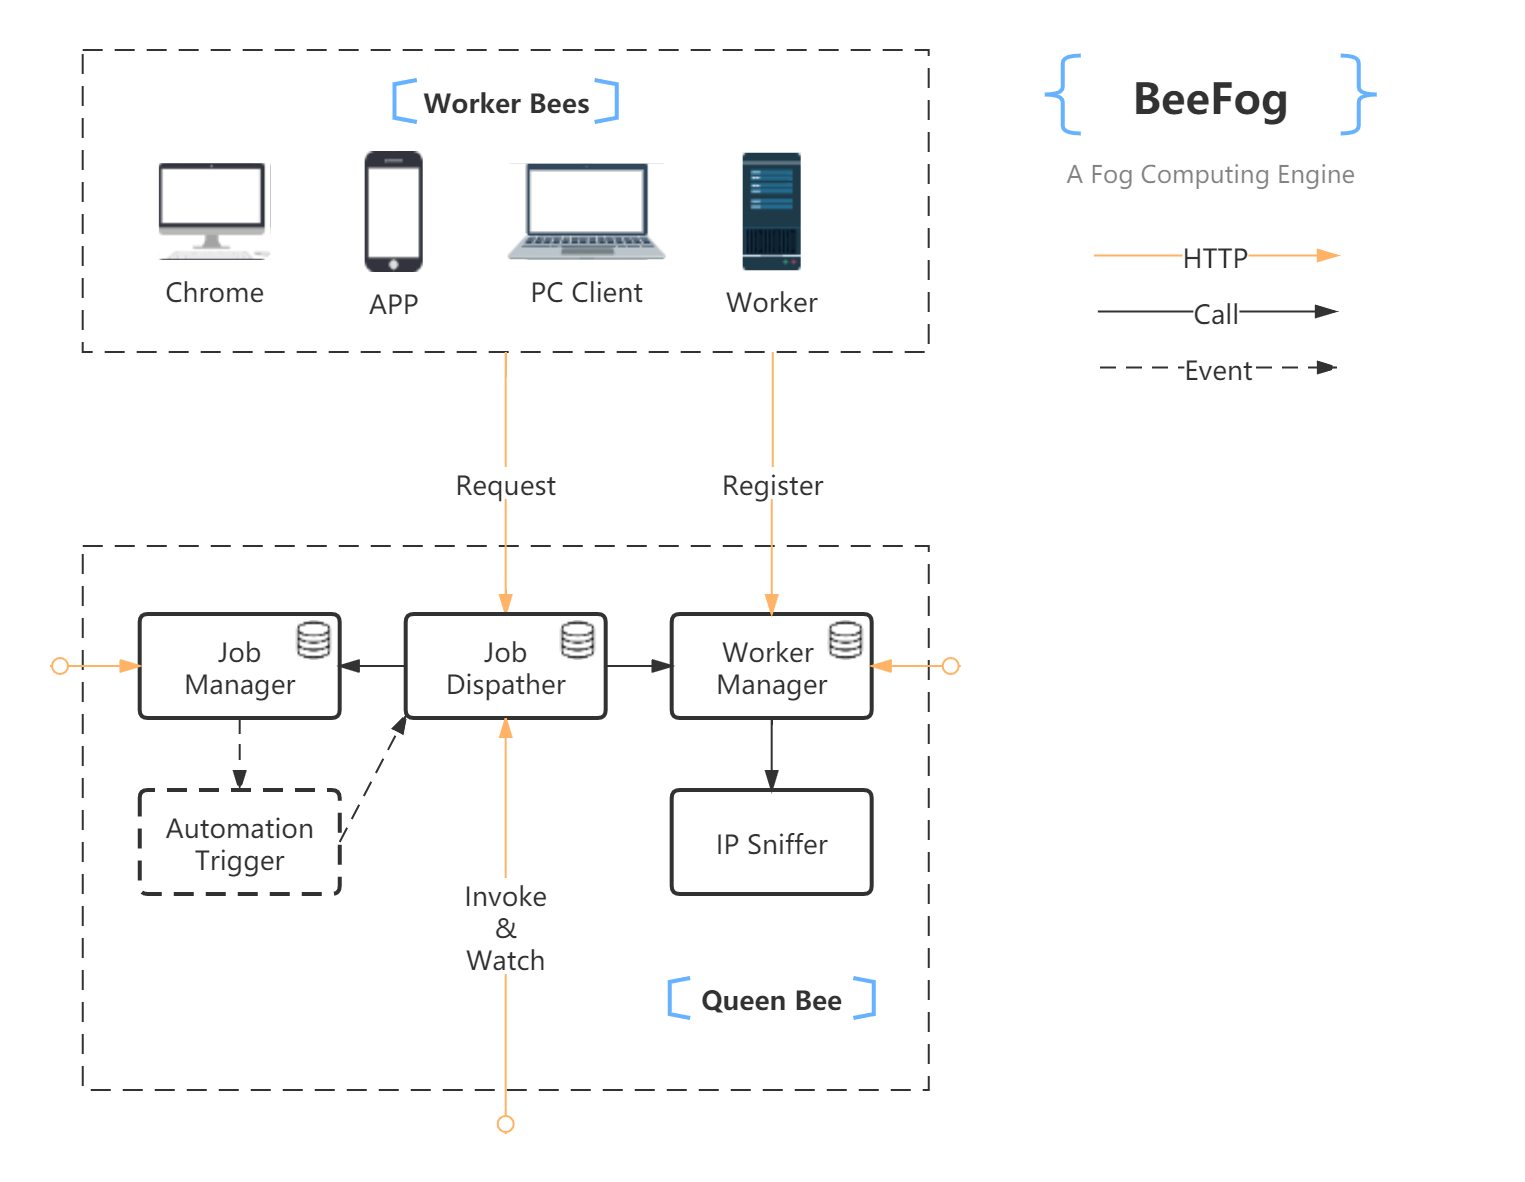 Worker Bees
Chrome
APP
PC Client
Worker
BeeFog
A Fog Computing Engine
HTTP
Call
Event
Request
Register
Job
Manager
Job
Dispather
Worker
Manager
Automation
Trigger
IP Sniffer
Invoke
&
Watch
Queen Bee